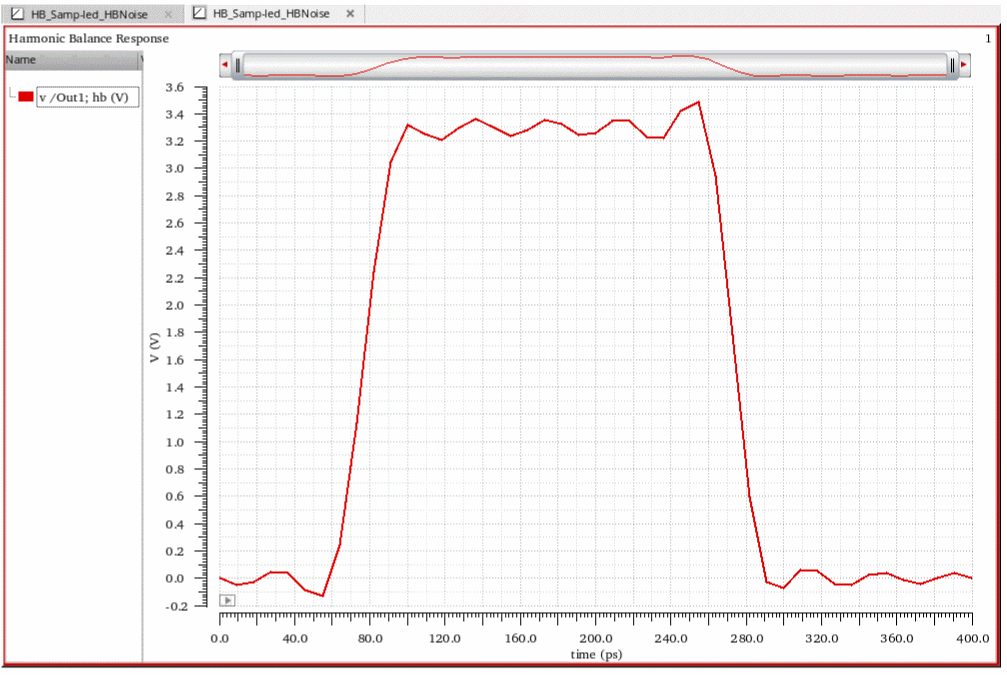 HB_Samp-led_HBNoise
HB_Samp-led_HBNoise
Harmonic Balance Response
1
Name
v /Out1; hb (V)
3.6
3.4
3.2
3.0
2.8
2.6
2.4
2.2
2.0
1.8
1.6
1.4
1.2
1.0
0.8
0.6
0.4
0.2
0.0
-0.2
V (V)
0.0 40.0 80.0 120.0 160.0 200.0 240.0 280.0 320.0 360.0 400.0
time (ps)